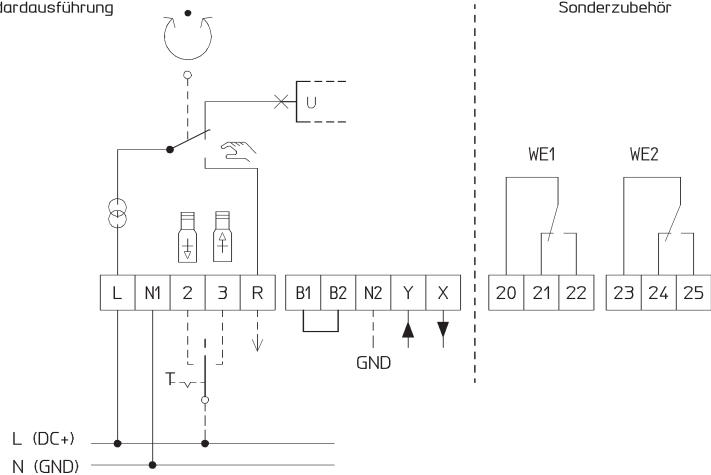 dardausführung
Sonderzubehör
U
WE1 WE2
L N1 2 3 R B1 B2 N2 Y X 20 21 22 23 24 25
GND
T
L (DC+)
N (GND)